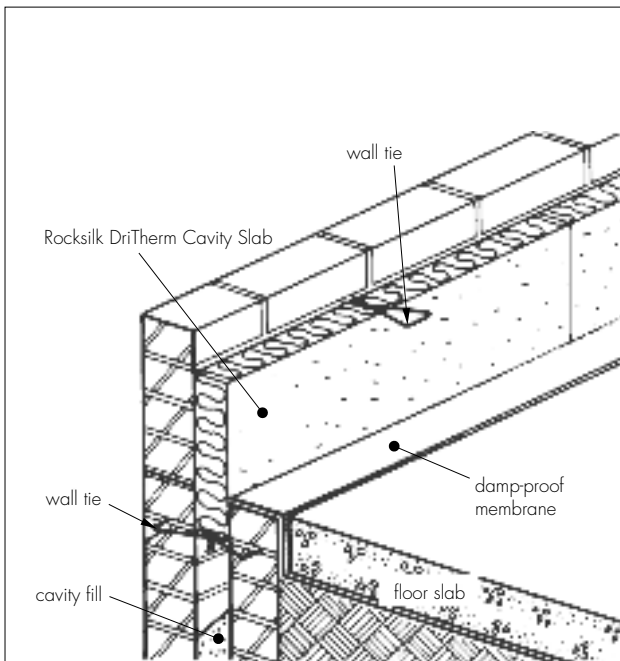 wall tie
Rocksilk DriTherm Cavity Slab
damp-proof
membrane
wall tie
floor slab
cavity fill